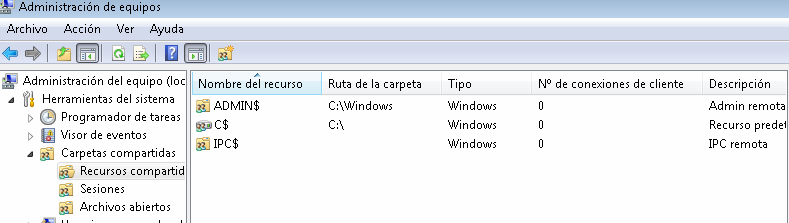 Administración de equipos
Archivo Acción Ver Ayuda
Administración del equipo (loc
Herramientas del sistema
Programador de tareas
Visor de eventos
Carpetas compartidas
Recursos compartid
Sesiones
Archivos abiertos
Nombre del recurso Ruta de la carpeta Tipo Nº de conexiones de cliente Descripción
ADMIN$ C:\Windows Windows 0 Admin remota
C$ C:\ Windows 0 Recurso predet
IPC$ Windows 0 IPC remota